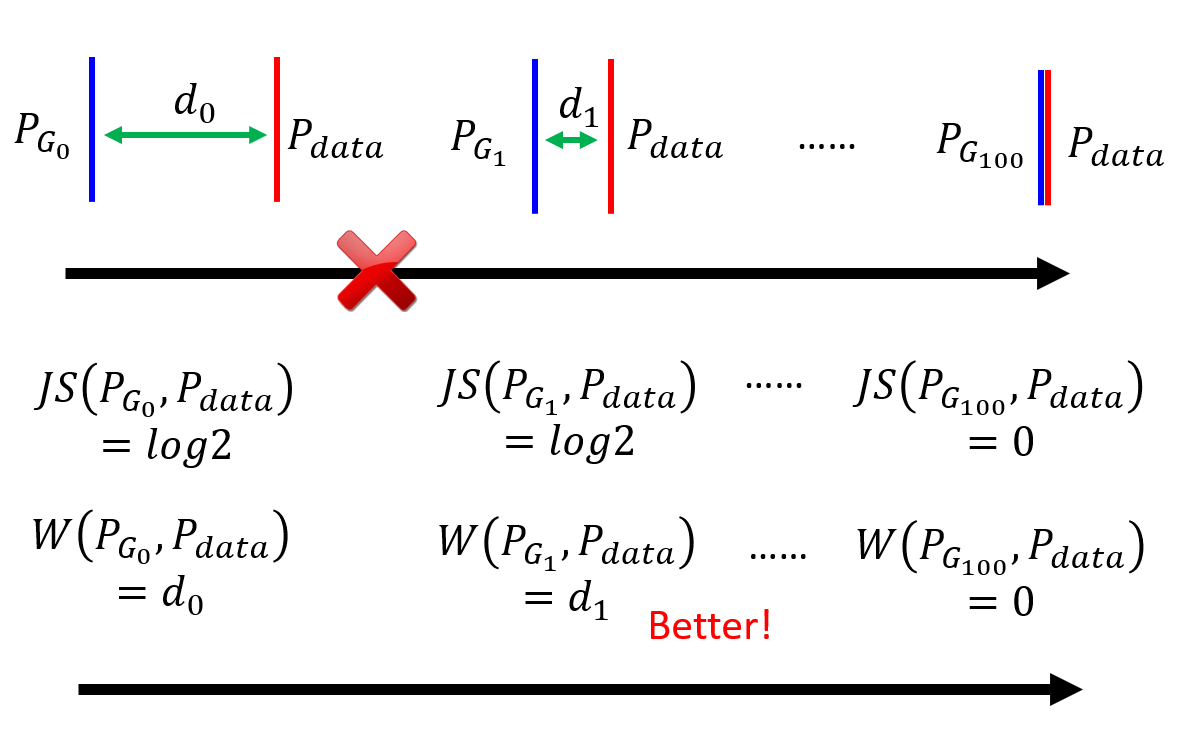 P_{G_0} d_0 P_{data} P_{G_1} d_1 P_{data} …… P_{G_{100}} P_{data}
JS(P_{G_0}, P_{data}) JS(P_{G_1}, P_{data}) …… JS(P_{G_{100}}, P_{data})
= log2 = log2 = 0
W(P_{G_0}, P_{data}) W(P_{G_1}, P_{data}) …… W(P_{G_{100}}, P_{data})
= d_0 = d_1 = 0
Better!